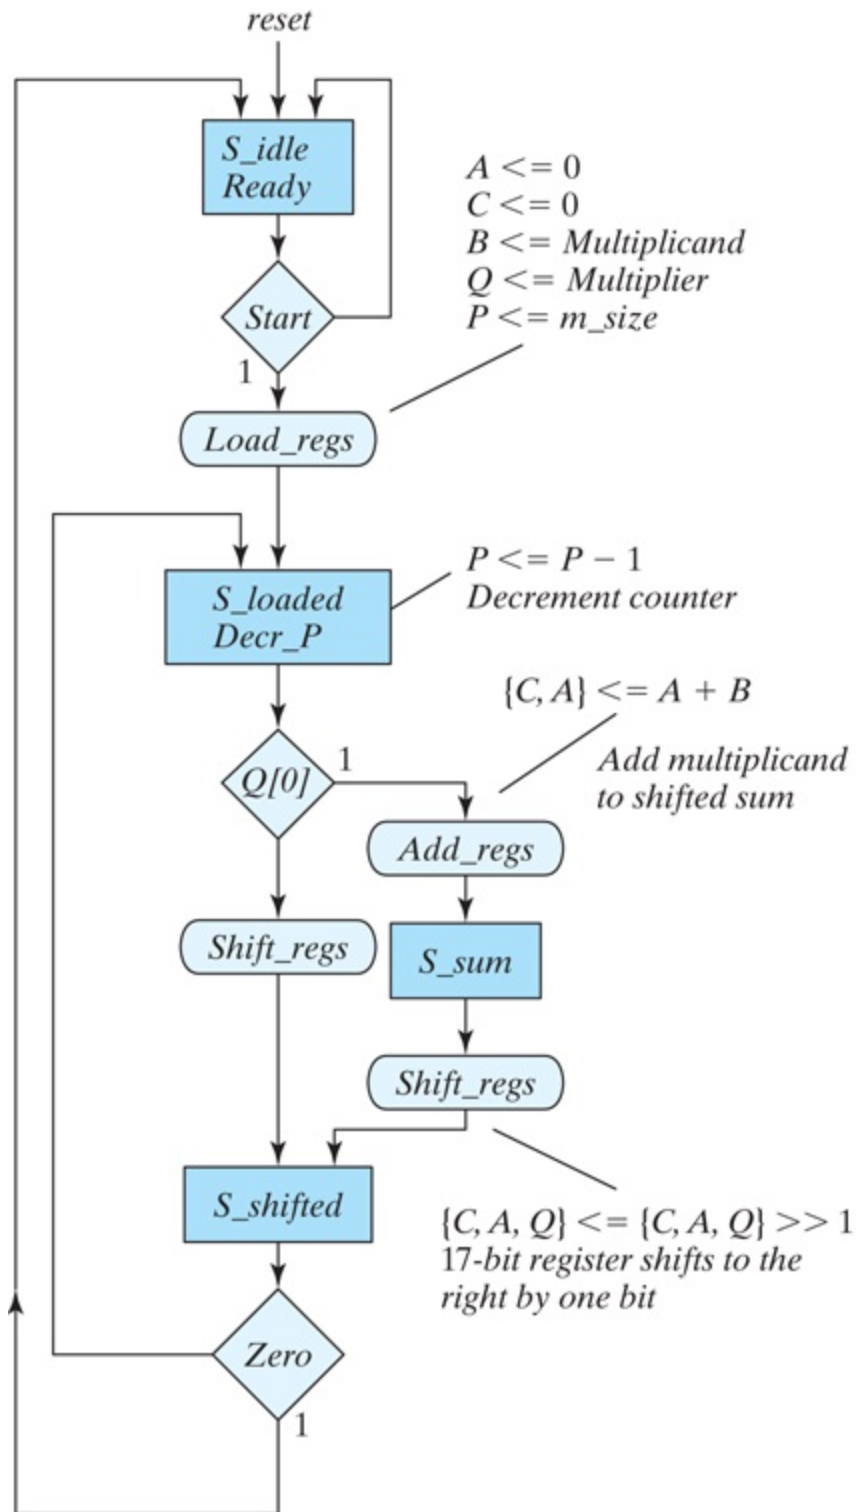 reset
S_idle
Ready
A <= 0
C <= 0
B <= Multiplicand
Q <= Multiplier
P <= m_size
Start
1
Load_regs
S_loaded
Decr_P
P <= P − 1
Decrement counter
{C, A} <= A + B
Add multiplicand
to shifted sum
Q[0]
1
Add_regs
Shift_regs
S_sum
Shift_regs
S_shifted
{C, A, Q} <= {C, A, Q} >> 1
17-bit register shifts to the
right by one bit
Zero
1